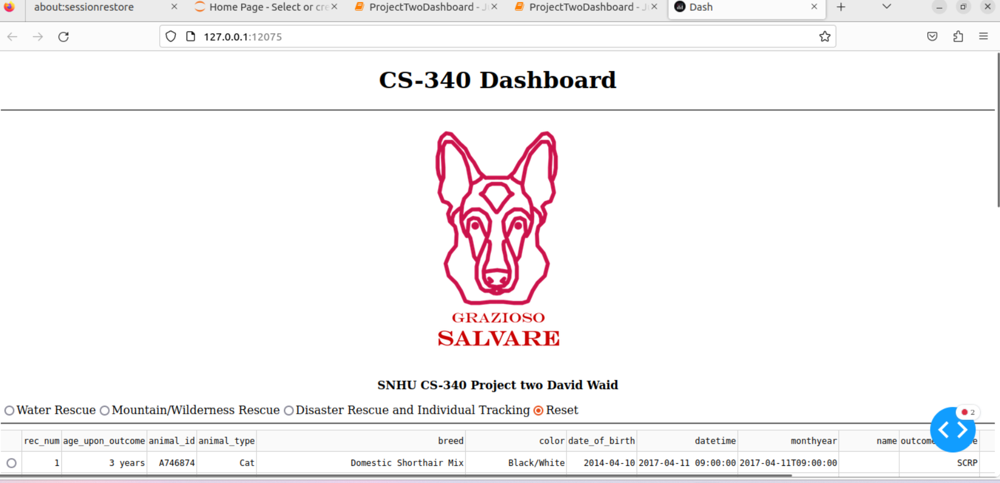 about:sessionrestore
Home Page - Select or cre
ProjectTwoDashboard - J
ProjectTwoDashboard - J
Dash
127.0.0.1:12075
CS-340 Dashboard
GRAZIOSO
SALVARE
SNHU CS-340 Project two David Waid
Water Rescue Mountain/Wilderness Rescue Disaster Rescue and Individual Tracking Reset
2
rec_num age_upon_outcome animal_id animal_type breed color date_of_birth datetime monthyear name
1 3 years A746874 Cat Domestic Shorthair Mix Black/White 2014-04-10 2017-04-11 09:00:00 2017-04-11T09:00:00 SCRP